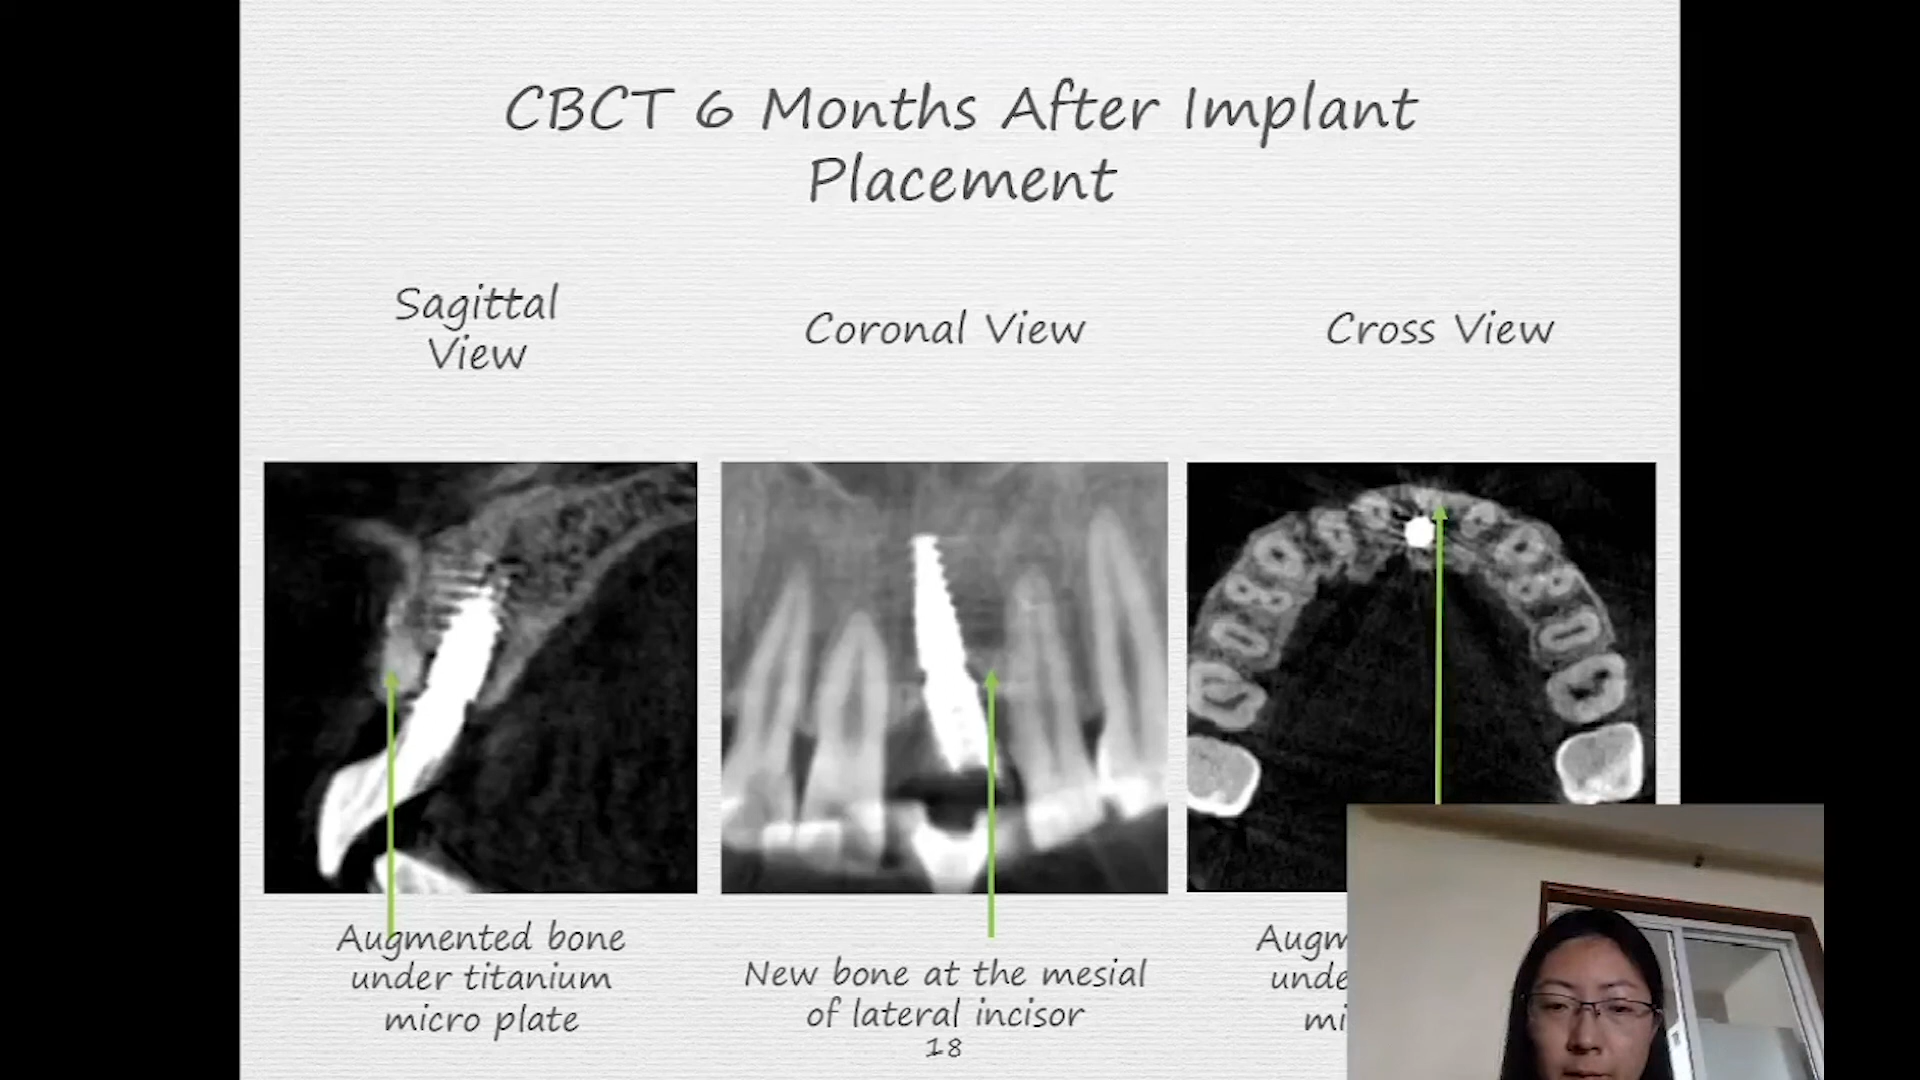 CBCT 6 Months After Implant
Placement
Sagittal
View
Coronal View
Cross View
Augmented bone
under titanium
micro plate
New bone at the mesial
of lateral incisor
18